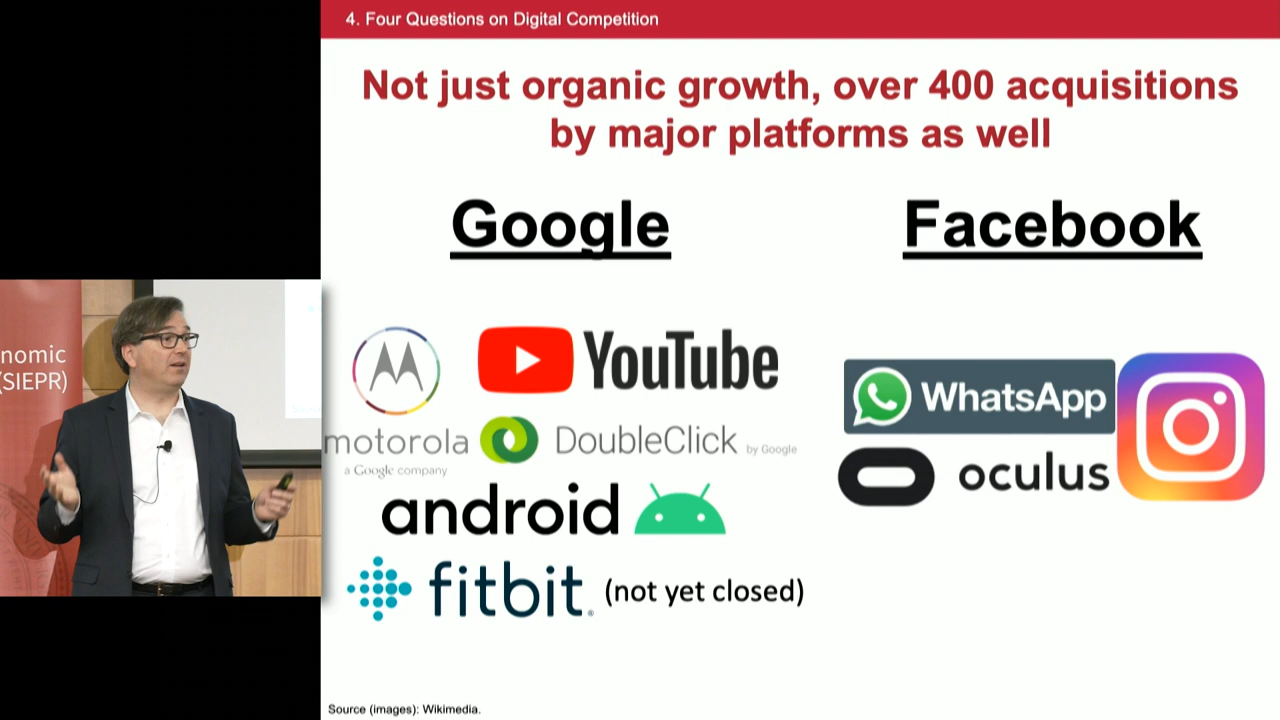 4. Four Questions on Digital Competition
Not just organic growth, over 400 acquisitions
by major platforms as well
Google
Facebook
YouTube
motorola
a Google company
DoubleClick by Google
android
fitbit
(not yet closed)
WhatsApp
oculus
nomic
(SIEPR)
Source (images): Wikimedia.